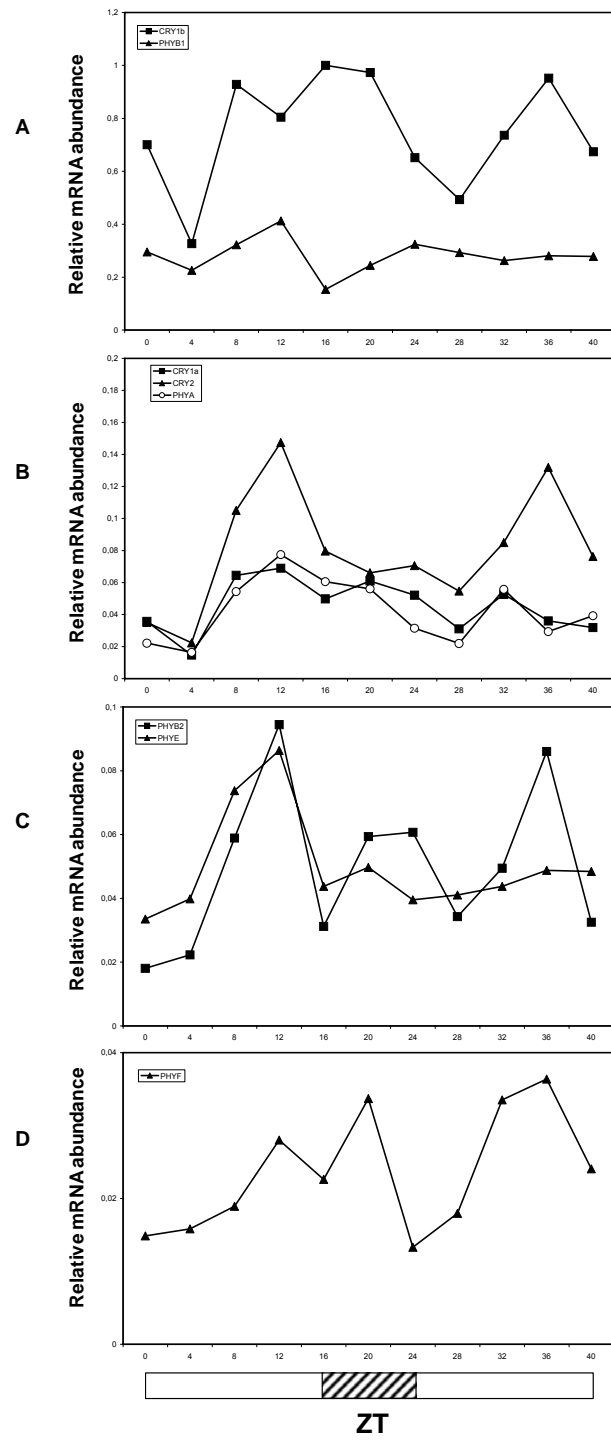 A
Relative mRNA abundance
CRY1b
PHYB1
1,2
1
0,8
0,6
0,4
0,2
0
0 4 8 12 16 20 24 28 32 36 40
B
Relative mRNA abundance
CRY1a
CRY2
PHYA
0,2
0,18
0,16
0,14
0,12
0,1
0,08
0,06
0,04
0,02
0
0 4 8 12 16 20 24 28 32 36 40
C
Relative mRNA abundance
PHYB2
PHYE
0,1
0,08
0,06
0,04
0,02
0
0 4 8 12 16 20 24 28 32 36 40
D
Relative mRNA abundance
PHYF
0,04
0,02
0
0 4 8 12 16 20 24 28 32 36 40
ZT